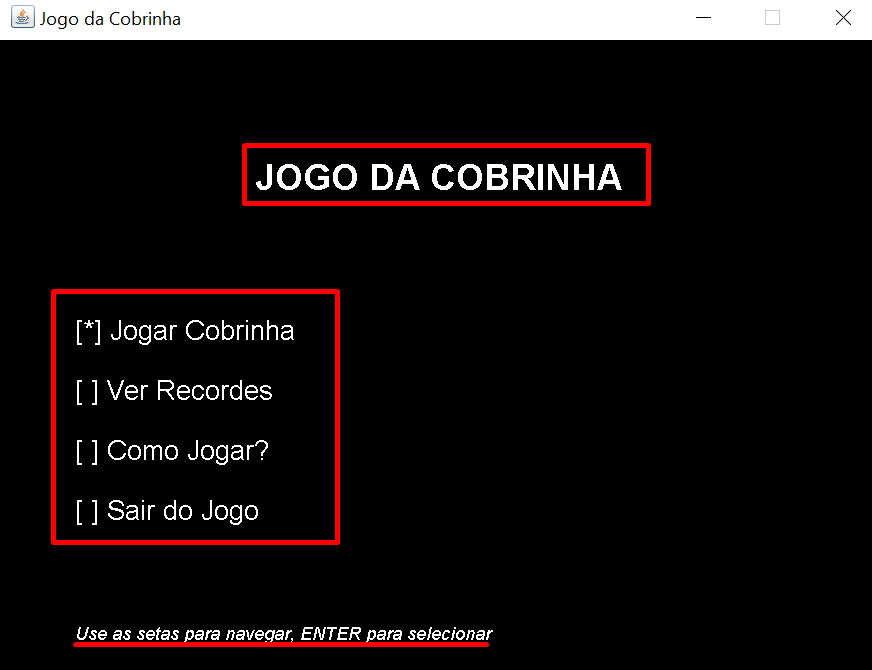 Jogo da Cobrinha
JOGO DA COBRINHA
[*] Jogar Cobrinha
[ ] Ver Recordes
[ ] Como Jogar?
[ ] Sair do Jogo
Use as setas para navegar, ENTER para selecionar